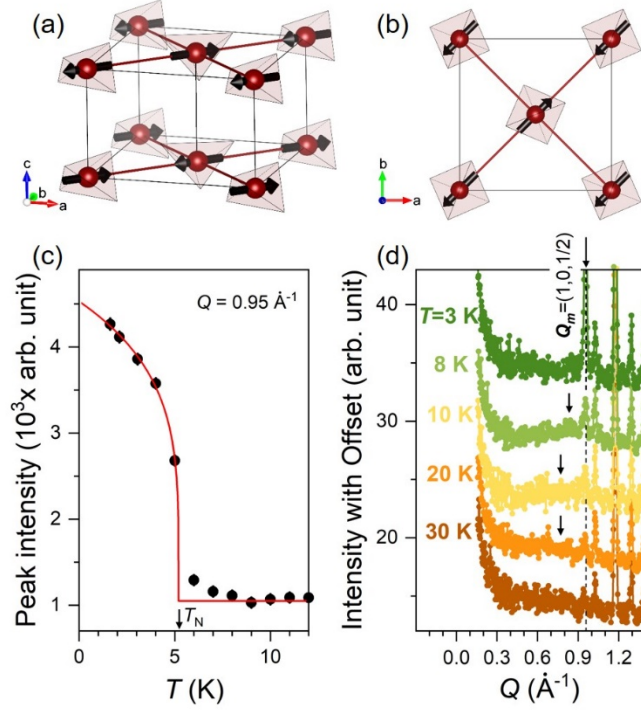 (a)
(b)
c
b
a
b
a
(c)
Q = 0.95 Å⁻¹
Peak intensity (10³x arb. unit)
4
3
2
1
T_N
0
5
10
T (K)
(d)
Q_m=(1,0,1/2)
Intensity with Offset (arb. unit)
40
30
20
T=3 K
8 K
10 K
20 K
30 K
0.0
0.3
0.6
0.9
1.2
Q (Å⁻¹)